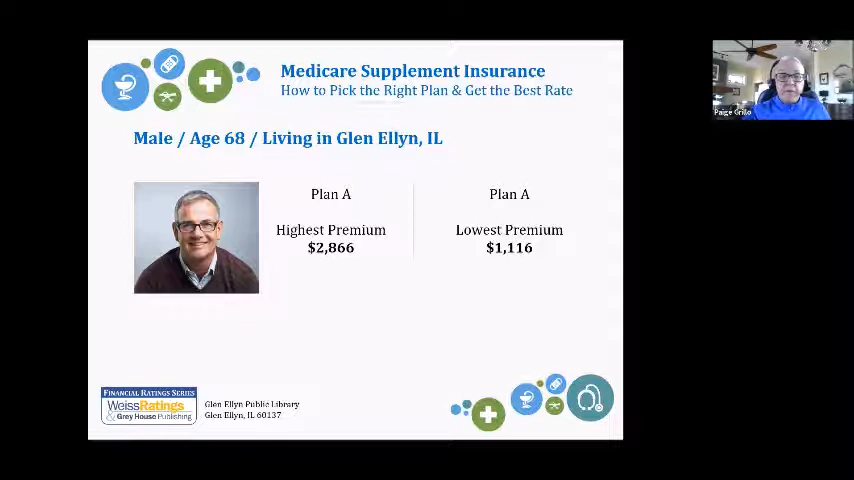 Medicare Supplement Insurance
How to Pick the Right Plan & Get the Best Rate
Male / Age 68 / Living in Glen Ellyn, IL
Plan A
Highest Premium
$2,866
Plan A
Lowest Premium
$1,116
FINANCIAL RATINGS SERIES
WeissRatings
& Grey House Publishing
Glen Ellyn Public Library
Glen Ellyn, IL 60137
Paige Grillo